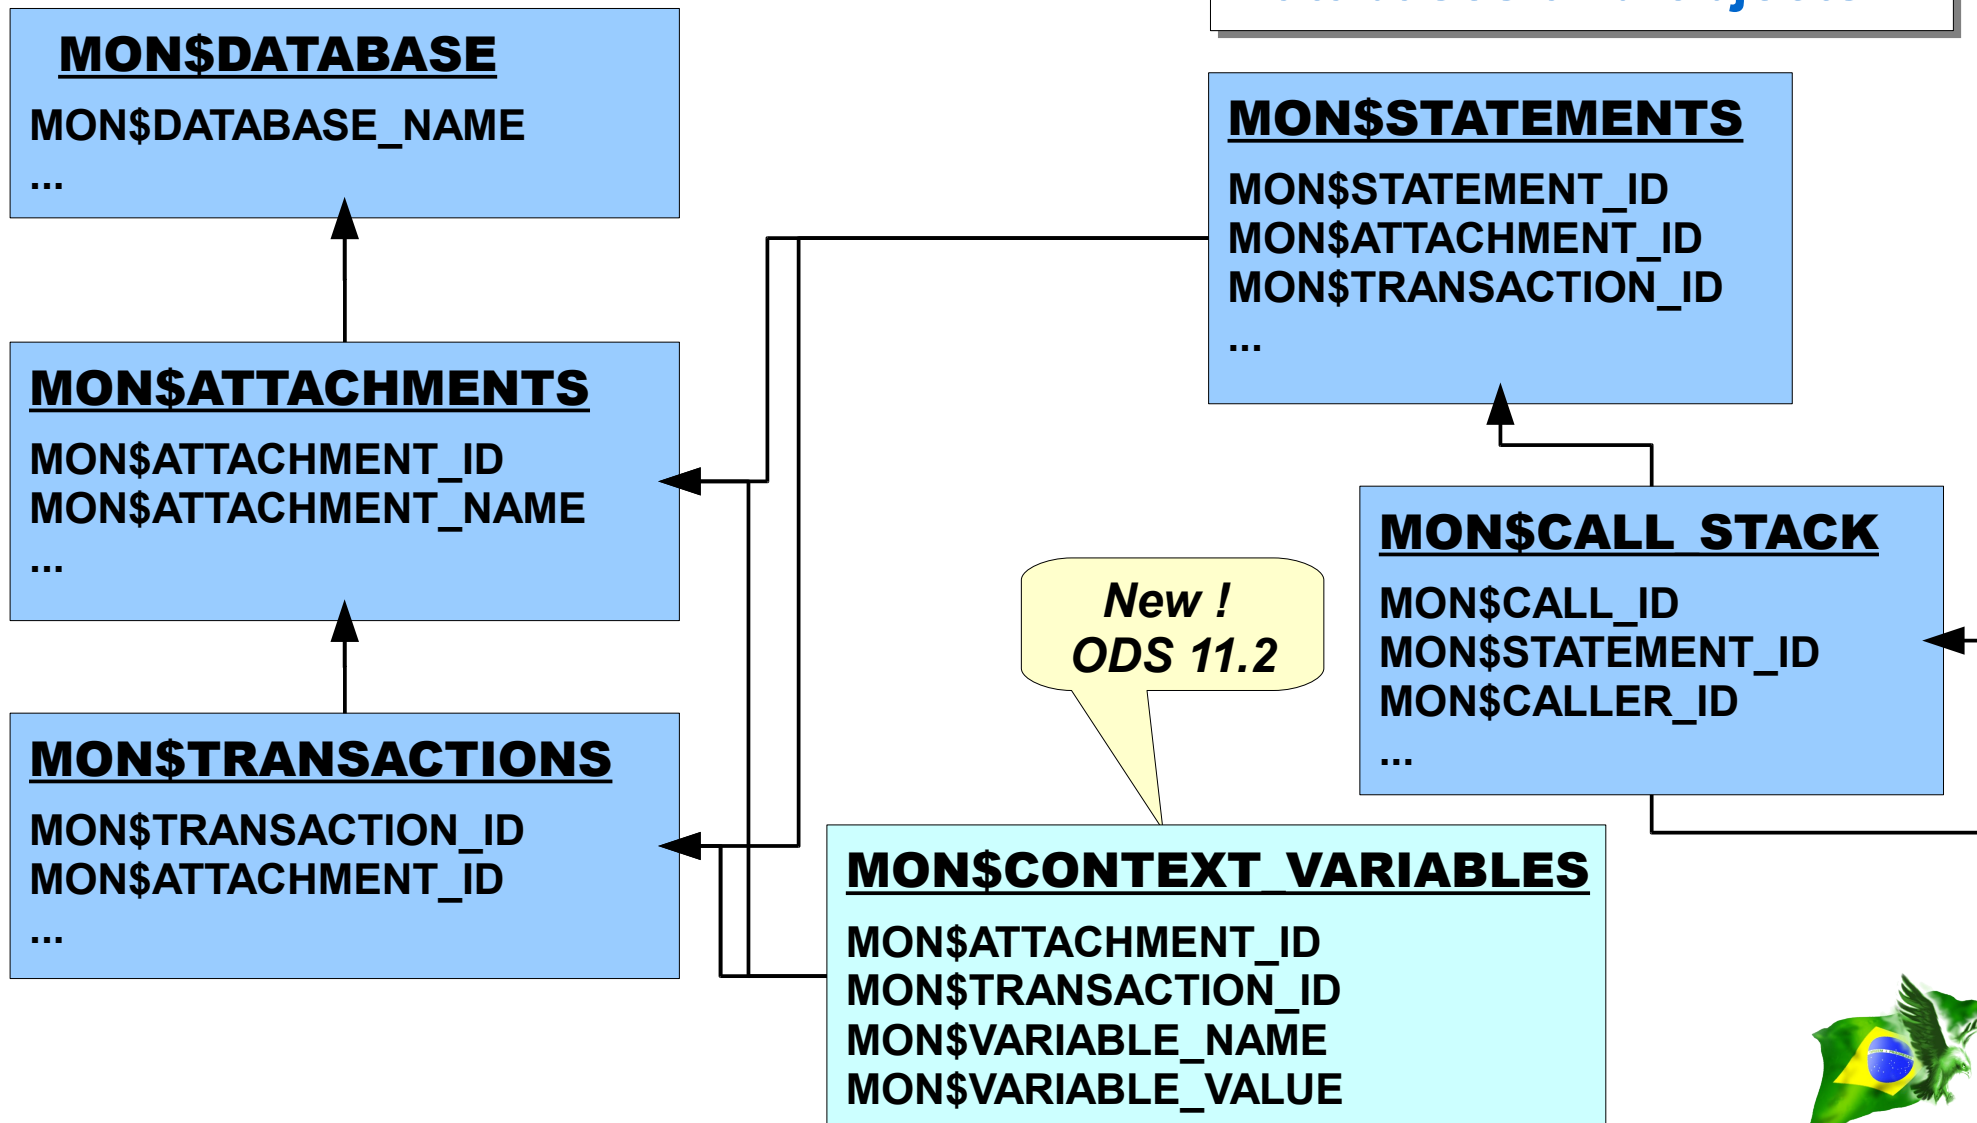 MON$DATABASE
MON$DATABASE_NAME
...
MON$STATEMENTS
MON$STATEMENT_ID
MON$ATTACHMENT_ID
MON$TRANSACTION_ID
...
MON$ATTACHMENTS
MON$ATTACHMENT_ID
MON$ATTACHMENT_NAME
...
New !
ODS 11.2
MON$CALL_STACK
MON$CALL_ID
MON$STATEMENT_ID
MON$CALLER_ID
...
MON$TRANSACTIONS
MON$TRANSACTION_ID
MON$ATTACHMENT_ID
...
MON$CONTEXT_VARIABLES
MON$ATTACHMENT_ID
MON$TRANSACTION_ID
MON$VARIABLE_NAME
MON$VARIABLE_VALUE